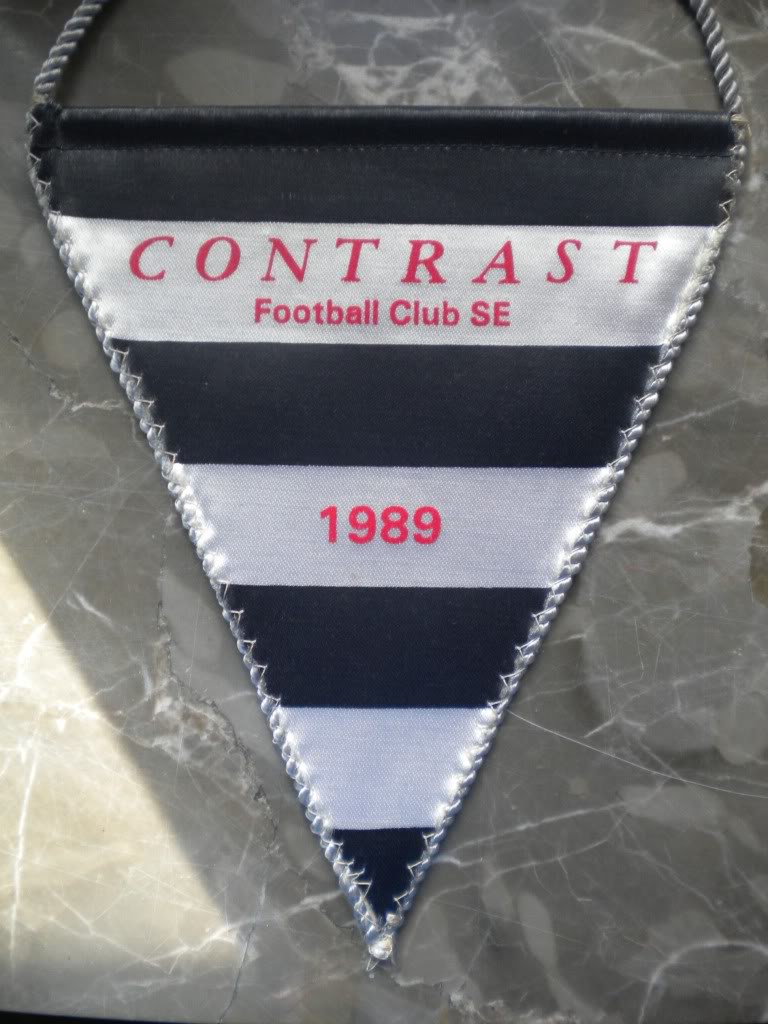 CONTRAST
Football Club SE
1989